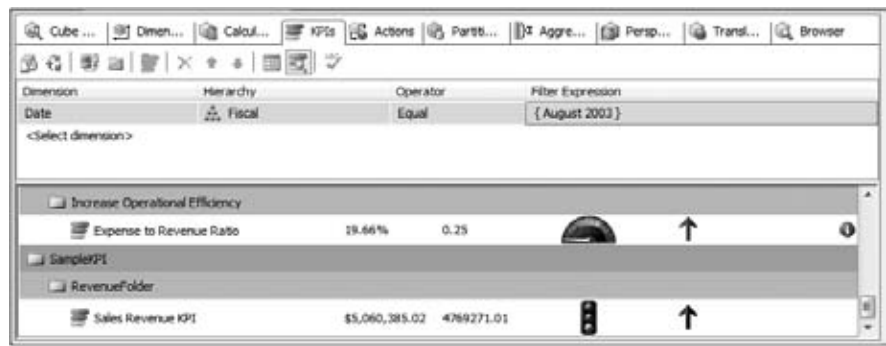 Cube ... Dimen... Calcul... KPIs Actions Partiti... Aggre... Persp... Transl... Browser
Dimension Hierarchy Operator Filter Expression
Date Fiscal Equal { August 2003 }
<Select dimension>
Increase Operational Efficiency
Expense to Revenue Ratio 19.66% 0.25
SampleKPI
RevenueFolder
Sales Revenue KPI $5,060,385.02 4769271.01